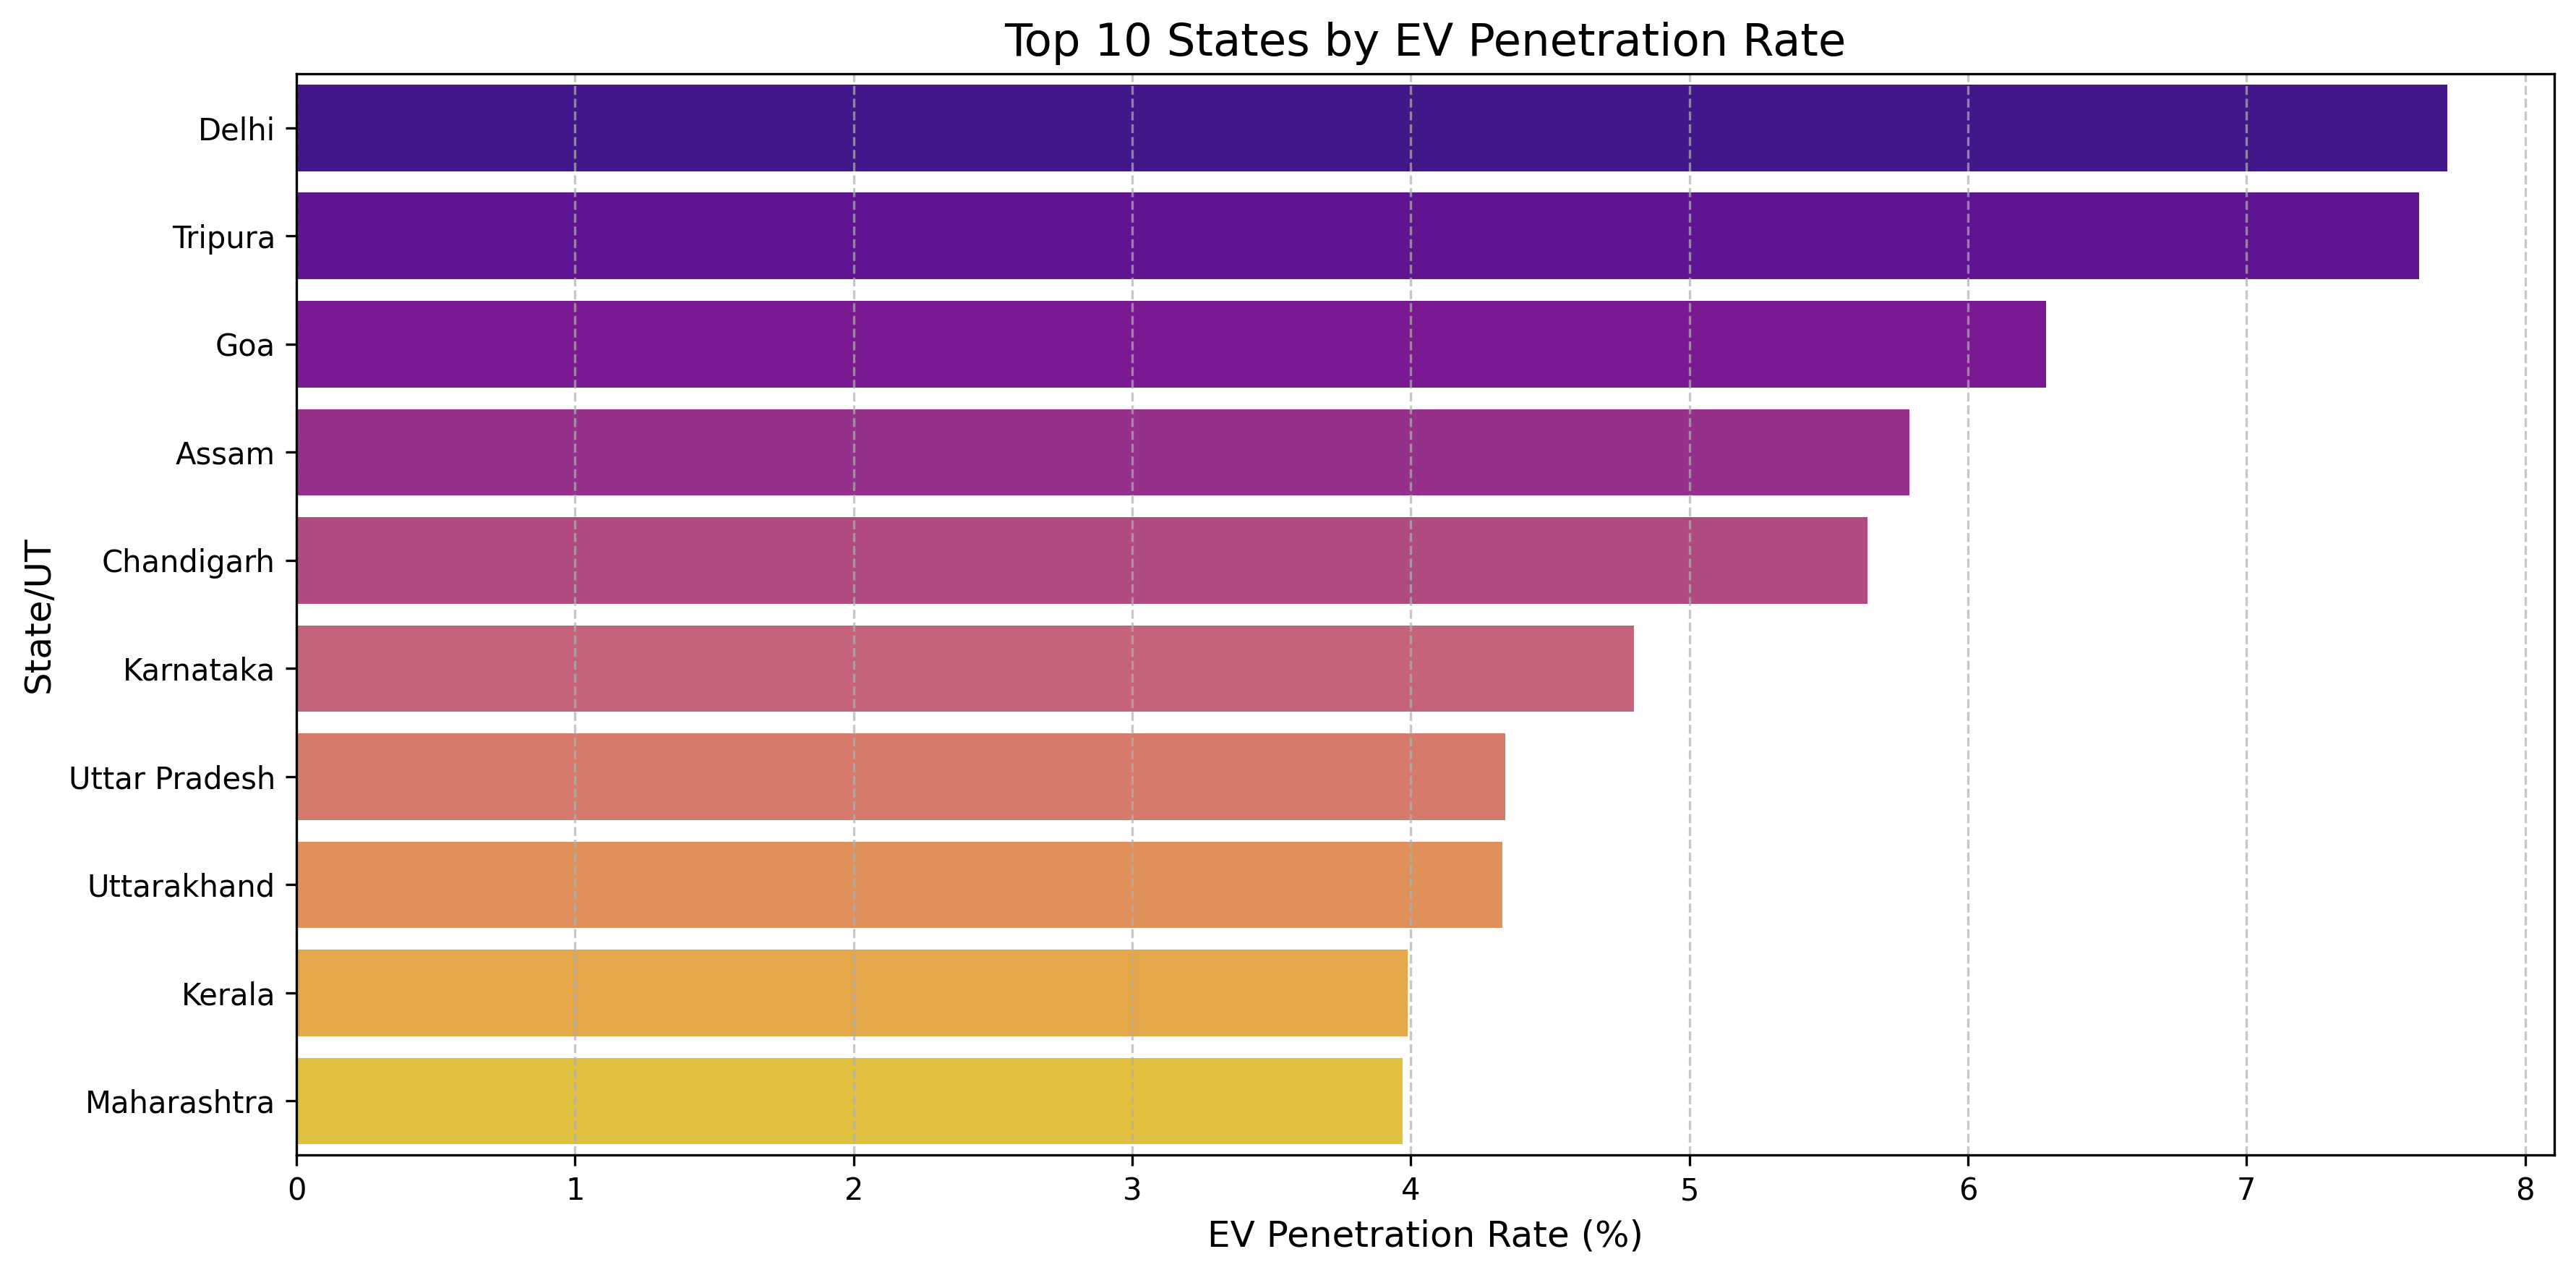 Top 10 States by EV Penetration Rate
State/UT
Delhi
Tripura
Goa
Assam
Chandigarh
Karnataka
Uttar Pradesh
Uttarakhand
Kerala
Maharashtra
0 1 2 3 4 5 6 7 8
EV Penetration Rate (%)